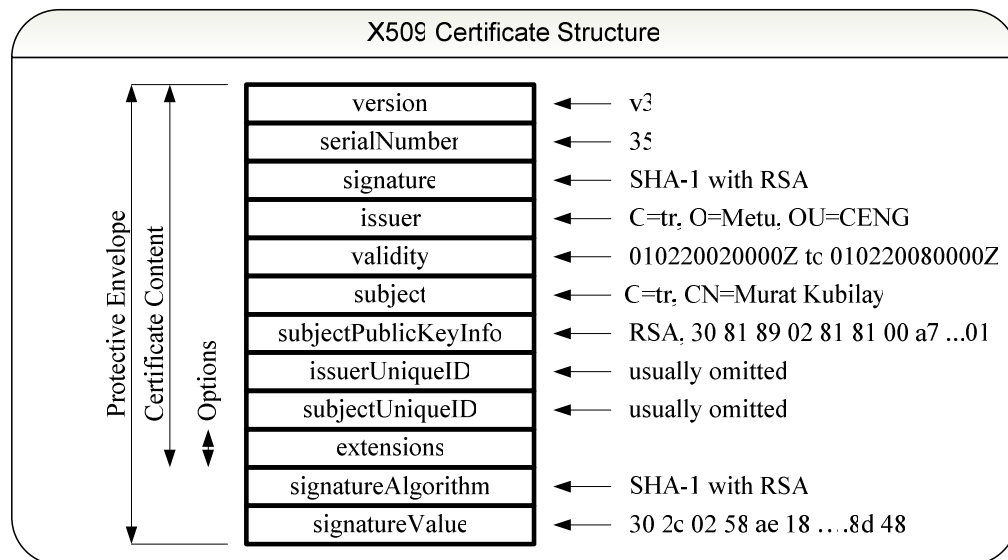 X509 Certificate Structure
Protective Envelope
Certificate Content
Options
version
v3
serialNumber
35
signature
SHA-1 with RSA
issuer
C=tr, O=Metu, OU=CENG
validity
010220020000Z to 010220080000Z
subject
C=tr, CN=Murat Kubilay
subjectPublicKeyInfo
RSA, 30 81 89 02 81 81 00 a7 ...01
issuerUniqueID
usually omitted
subjectUniqueID
usually omitted
extensions
signatureAlgorithm
SHA-1 with RSA
signatureValue
30 2c 02 58 ae 18 ….8d 48